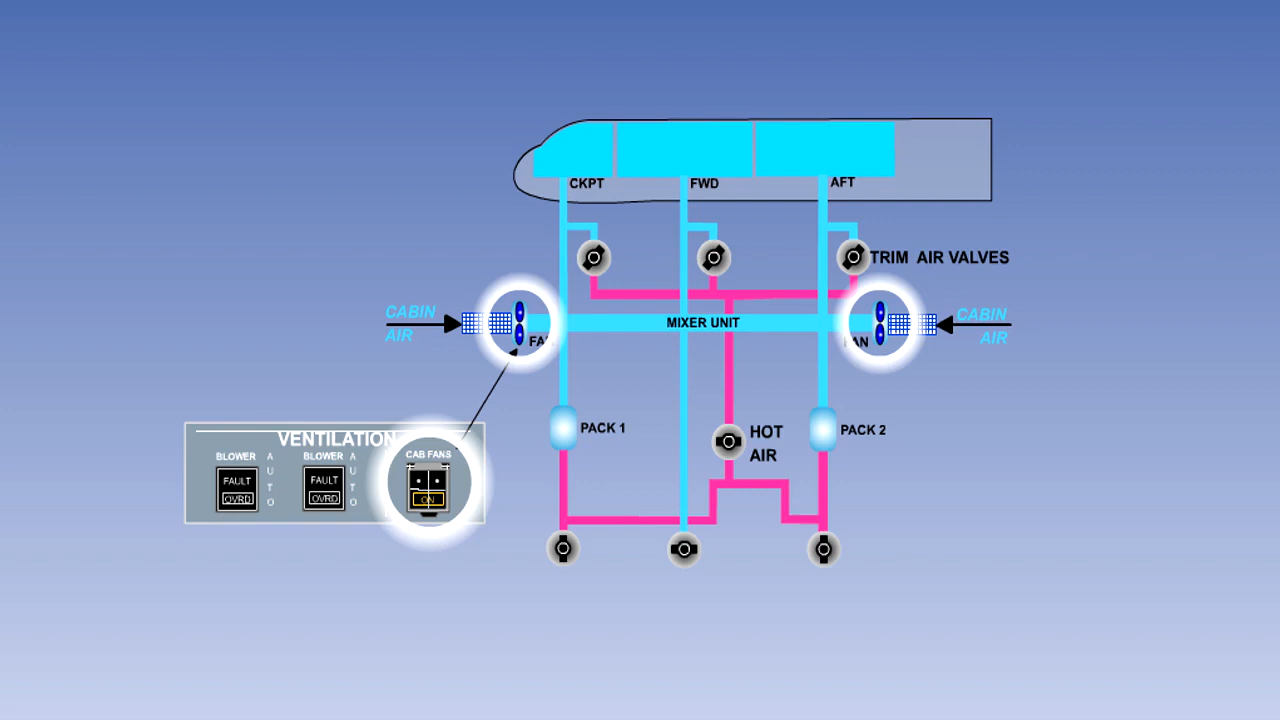 CKPT
FWD
AFT
TRIM AIR VALVES
CABIN
AIR
FAN
MIXER UNIT
FAN
CABIN
AIR
PACK 1
HOT
AIR
PACK 2
VENTILATION
BLOWER
AUTO
BLOWER
AUTO
CAB FANS
FAULT
OVRD
FAULT
OVRD
ON